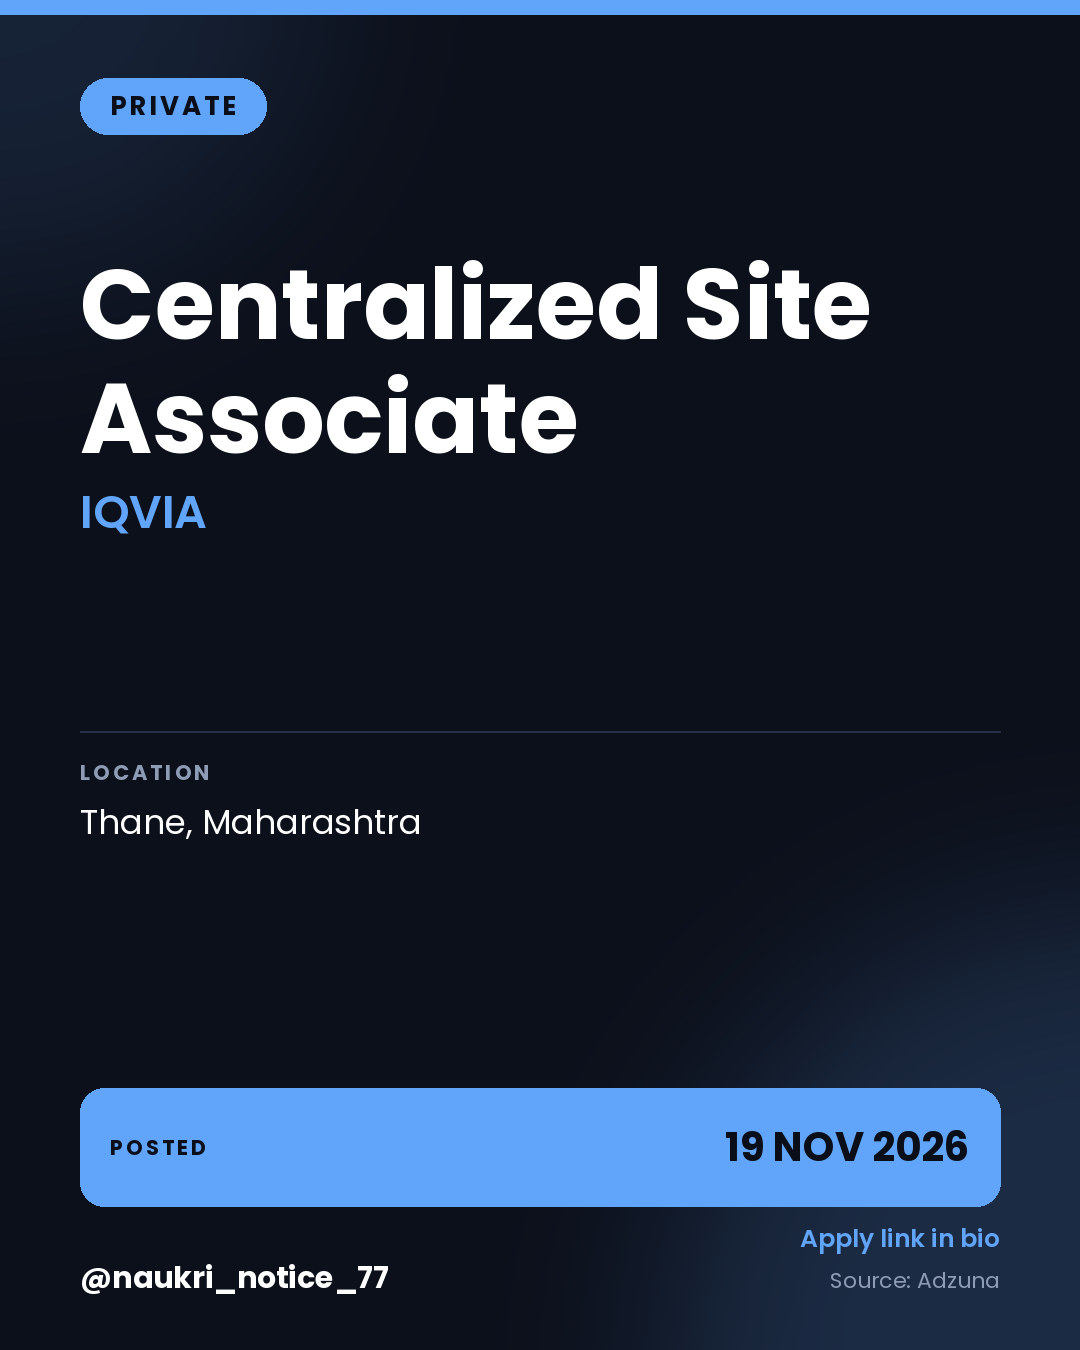 PRIVATE
Centralized Site
Associate
IQVIA
LOCATION
Thane, Maharashtra
POSTED
19 NOV 2026
Apply link in bio
@naukri_notice_77
Source: Adzuna